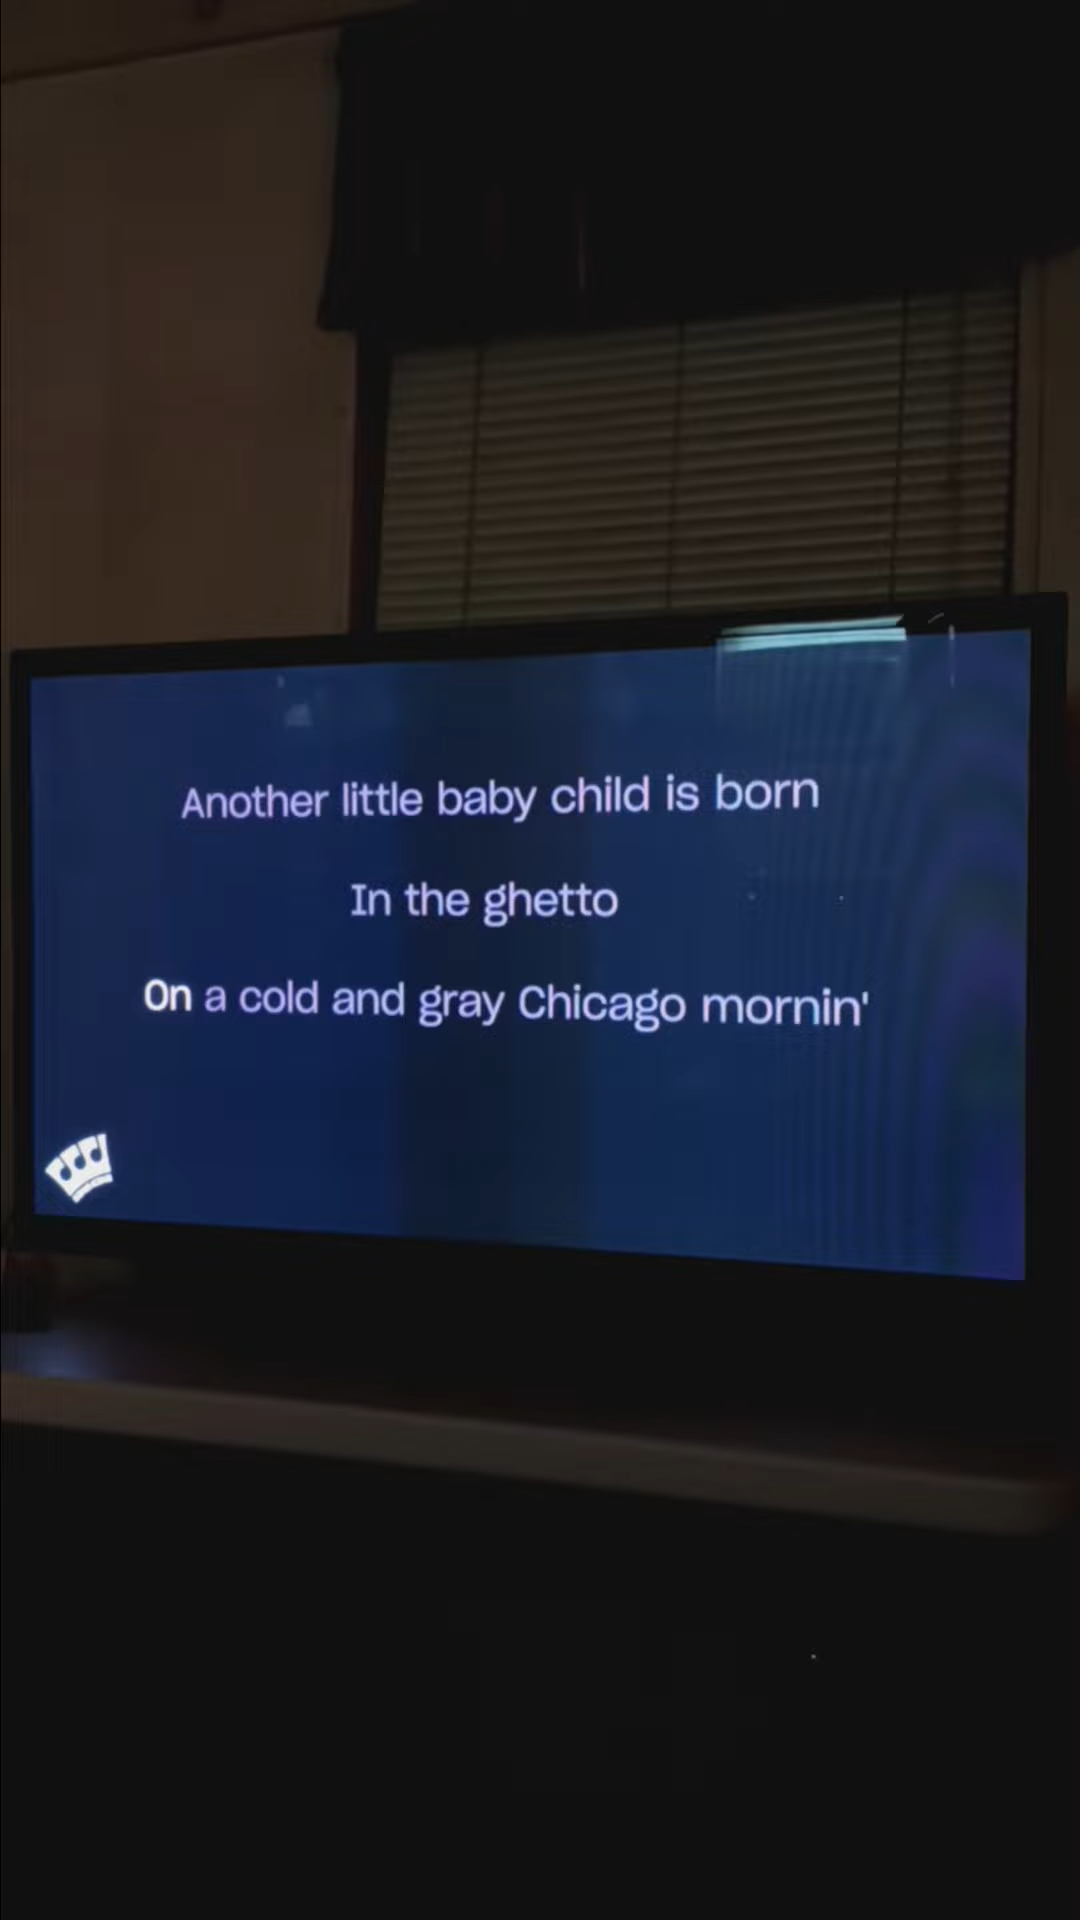 Another little baby child is born
In the ghetto
On a cold and gray Chicago mornin'